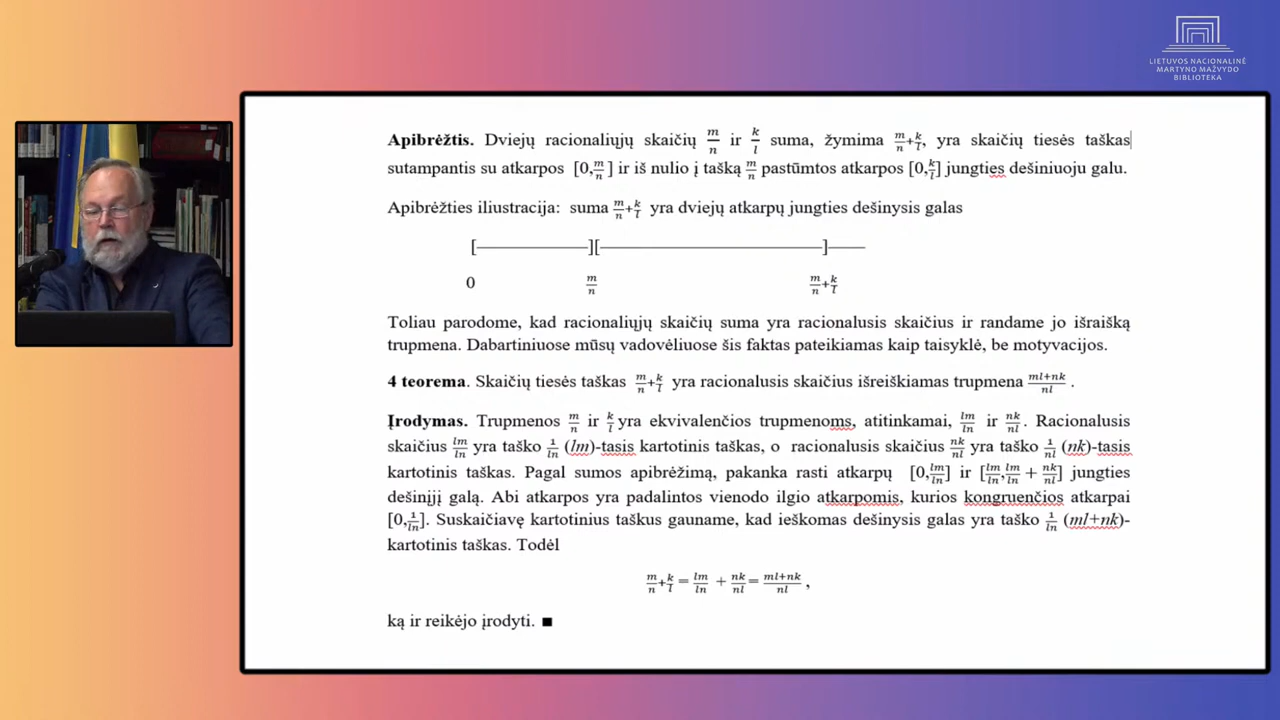 LIETUVOS NACIONALINĖ
MARTYNO MAŽVYDO
BIBLIOTEKA
Apibrėžtis. Dviejų racionaliųjų skaičių m/n ir k/l suma, žymima m/n+k/l, yra skaičių tiesės taškas
sutampantis su atkarpos [0,m/n] ir iš nulio į tašką m/n pastūmtos atkarpos [0,k/l] jungties dešiniuoju galu.
Apibrėžties iliustracija: suma m/n+k/l yra dviejų atkarpų jungties dešinysis galas
[————][————————]——
0 m/n m/n+k/l
Toliau parodome, kad racionaliųjų skaičių suma yra racionalusis skaičius ir randame jo išraišką
trupmena. Dabartiniuose mūsų vadovėliuose šis faktas pateikiamas kaip taisyklė, be motyvacijos.
4 teorema. Skaičių tiesės taškas m/n+k/l yra racionalusis skaičius išreiškiamas trupmena ml+nk/nl .
Įrodymas. Trupmenos m/n ir k/l yra ekvivalenčios trupmenoms, atitinkamai, lm/ln ir nk/nl. Racionalusis
skaičius lm/ln yra taško 1/ln (lm)-tasis kartotinis taškas, o racionalusis skaičius nk/nl yra taško 1/ln (nk)-tasis
kartotinis taškas. Pagal sumos apibrėžimą, pakanka rasti atkarpų [0,lm/ln] ir [lm/ln,lm/ln + nk/nl] jungties
dešinįjį galą. Abi atkarpos yra padalintos vienodo ilgio atkarpomis, kurios kongruenčios atkarpai
[0,1/ln]. Suskaičiavę kartotinius taškus gauname, kad ieškomas dešinysis galas yra taško 1/ln (ml+nk)-
kartotinis taškas. Todėl
m/n+k/l = lm/ln + nk/nl = ml+nk/nl ,
ką ir reikėjo įrodyti. ■